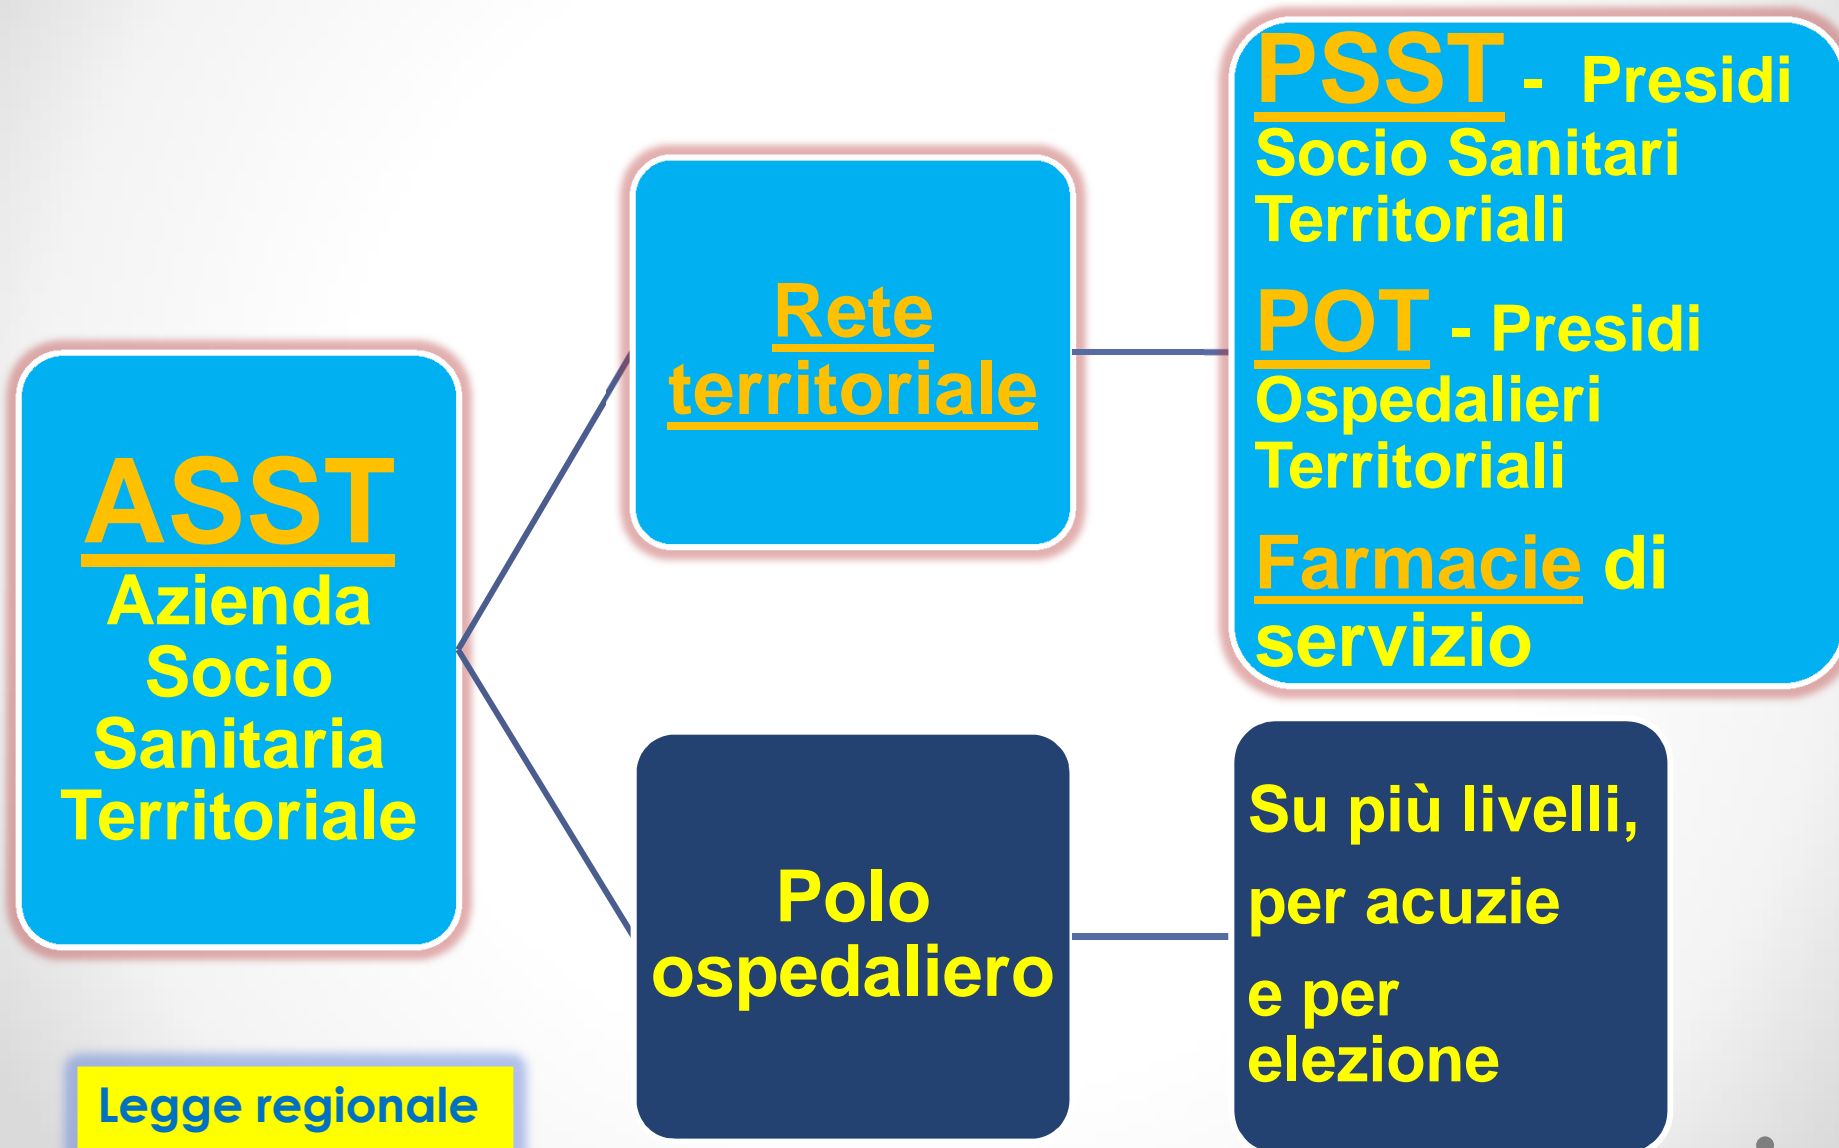 ASST
Azienda
Socio
Sanitaria
Territoriale
Rete
territoriale
PSST - Presidi
Socio Sanitari
Territoriali
POT - Presidi
Ospedalieri
Territoriali
Farmacie di
servizio
Polo
ospedaliero
Su più livelli,
per acuzie
e per
elezione
Legge regionale